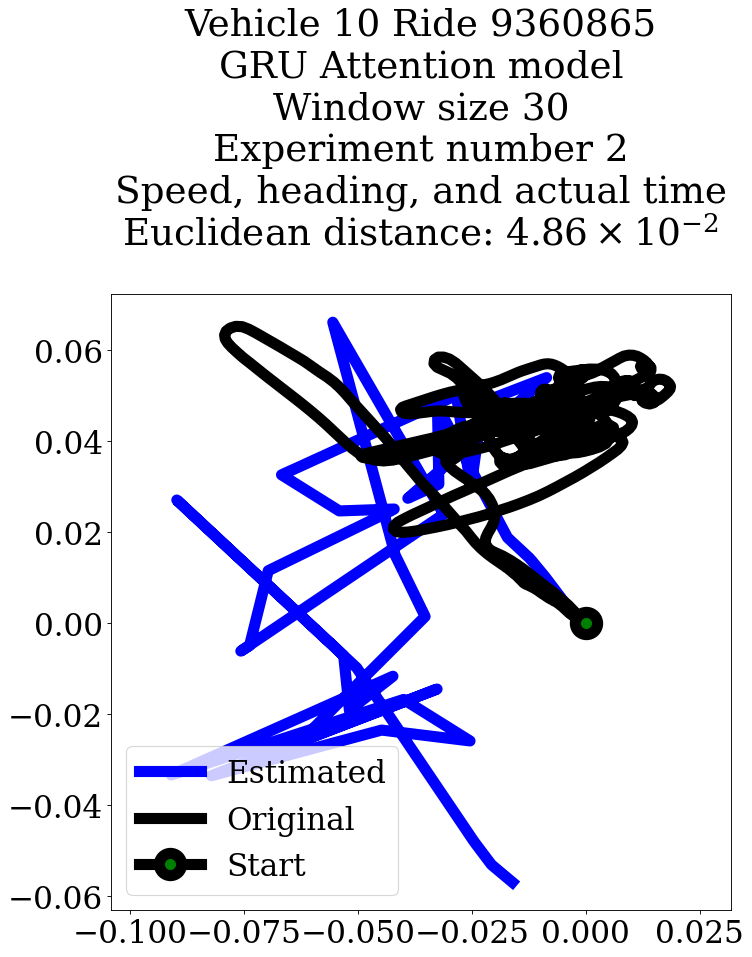 Vehicle 10 Ride 9360865
GRU Attention model
Window size 30
Experiment number 2
Speed, heading, and actual time
Euclidean distance: 4.86 × 10⁻²
0.06
0.04
0.02
0.00
−0.02
−0.04
−0.06
Estimated
Original
Start
−0.100 −0.075 −0.050 −0.025 0.000 0.025